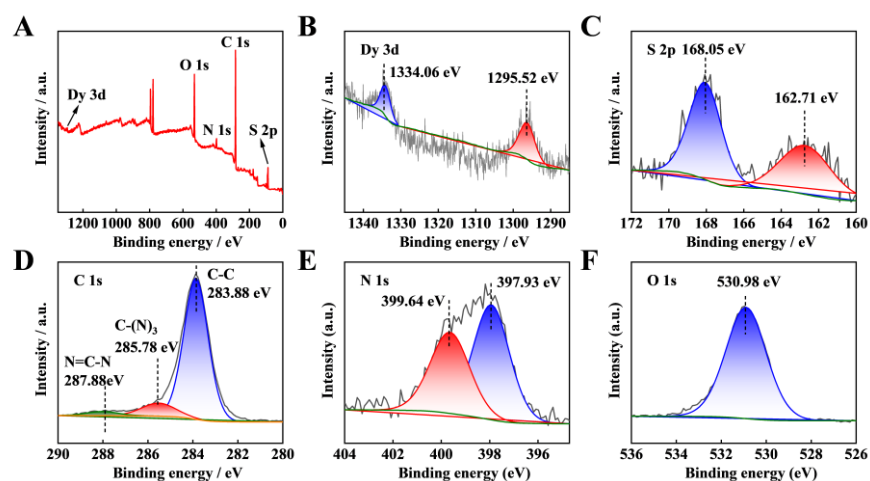 A
C 1s
O 1s
Dy 3d
N 1s
S 2p
Intensity / a.u.
1200 1000 800 600 400 200 0
Binding energy / eV
B
Dy 3d
1334.06 eV
1295.52 eV
Intensity / a.u.
1340 1330 1320 1310 1300 1290
Binding energy / eV
C
S 2p
168.05 eV
162.71 eV
Intensity / a.u.
172 170 168 166 164 162 160
Binding energy / eV
D
C 1s
C-C
283.88 eV
C-(N)3
285.78 eV
N=C-N
287.88eV
Intensity / a.u.
290 288 286 284 282 280
Binding energy / eV
E
N 1s
397.93 eV
399.64 eV
Intensity (a.u.)
404 402 400 398 396
Binding energy (eV)
F
O 1s
530.98 eV
Intensity (a.u.)
536 534 532 530 528 526
Binding energy (eV)